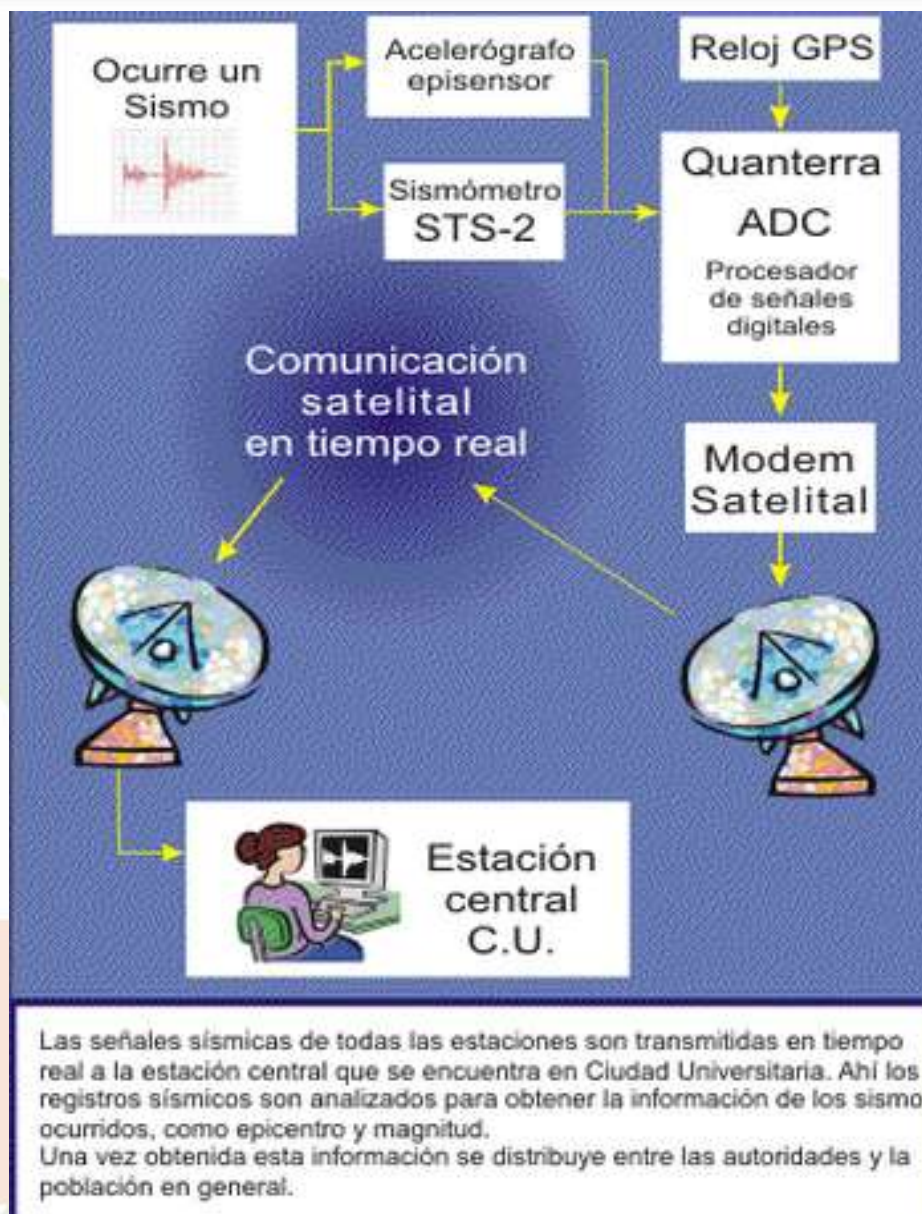 Ocurre un
Sismo
Acelerógrafo
episensor
Sismómetro
STS-2
Reloj GPS
Quanterra
ADC
Procesador
de señales
digitales
Comunicación
satelital
en tiempo real
Modem
Satelital
Estación
central
C.U.
Las señales sísmicas de todas las estaciones son transmitidas en tiempo
real a la estación central que se encuentra en Ciudad Universitaria. Ahí los
registros sísmicos son analizados para obtener la información de los sismo
ocurridos, como epicentro y magnitud.
Una vez obtenida esta información se distribuye entre las autoridades y la
población en general.